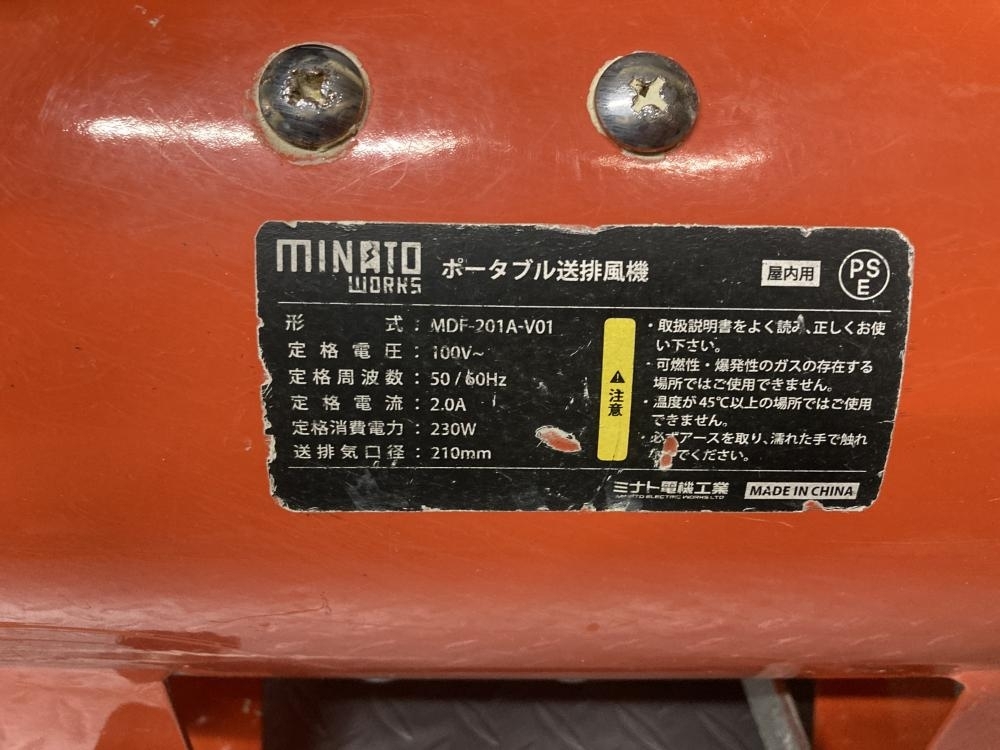 MINATO WORKS
ポータブル送排風機
屋内用
PS
E
形 式 : MDF-201A-V01
定格電圧 : 100V~
定格周波数 : 50 / 60Hz
定格電流 : 2.0A
定格消費電力 : 230W
送排気口径 : 210mm
注意
・取扱説明書をよく読み、正しくお使
い下さい。
・可燃性・爆発性のガスの存在する
場所ではご使用できません。
・温度が45℃以上の場所ではご使用
できません。
・必ずアースを取り、濡れた手で触れ
でください。
ミナト電機工業
MINATO ELECTRIC WORKS LTD
MADE IN CHINA